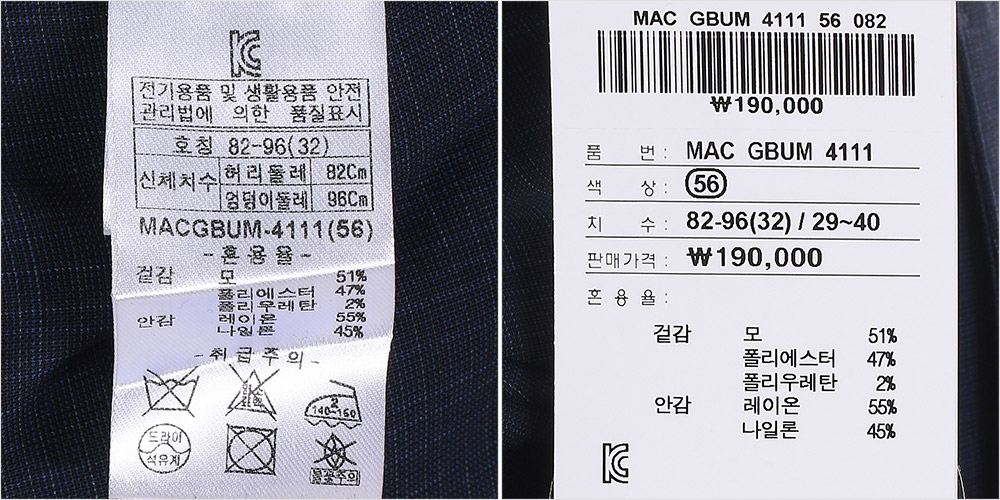 KC
전기용품 및 생활용품 안전
관리법에 의한 품질표시
호칭 82-96(32)
신체치수 허리둘레 82Cm
엉덩이둘레 96Cm
MACGBUM-4111(56)
-혼용율-
겉감 모 51%
폴리에스터 47%
폴리우레탄 2%
안감 레이온 55%
나일론 45%
-취급주의-
2
140~160
드라이
석유계
불꽃주의
MAC GBUM 4111 56 082
₩190,000
품 번 : MAC GBUM 4111
색 상 : 56
치 수 : 82-96(32) / 29~40
판매가격 : ₩190,000
혼 용 율 :
겉감 모 51%
폴리에스터 47%
폴리우레탄 2%
안감 레이온 55%
나일론 45%
KC